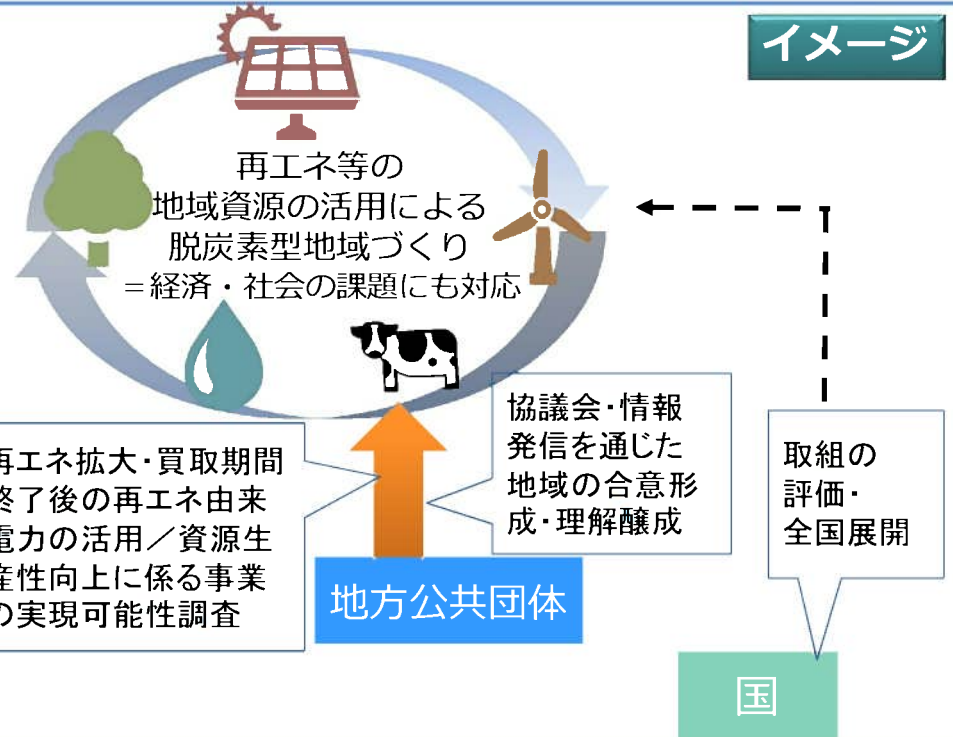 イメージ
再エネ等の
地域資源の活用による
脱炭素型地域づくり
＝経済・社会の課題にも対応
再エネ拡大・買取期間
終了後の再エネ由来
電力の活用／資源生
産性向上に係る事業
の実現可能性調査
協議会・情報
発信を通じた
地域の合意形
成・理解醸成
取組の
評価・
全国展開
地方公共団体
国